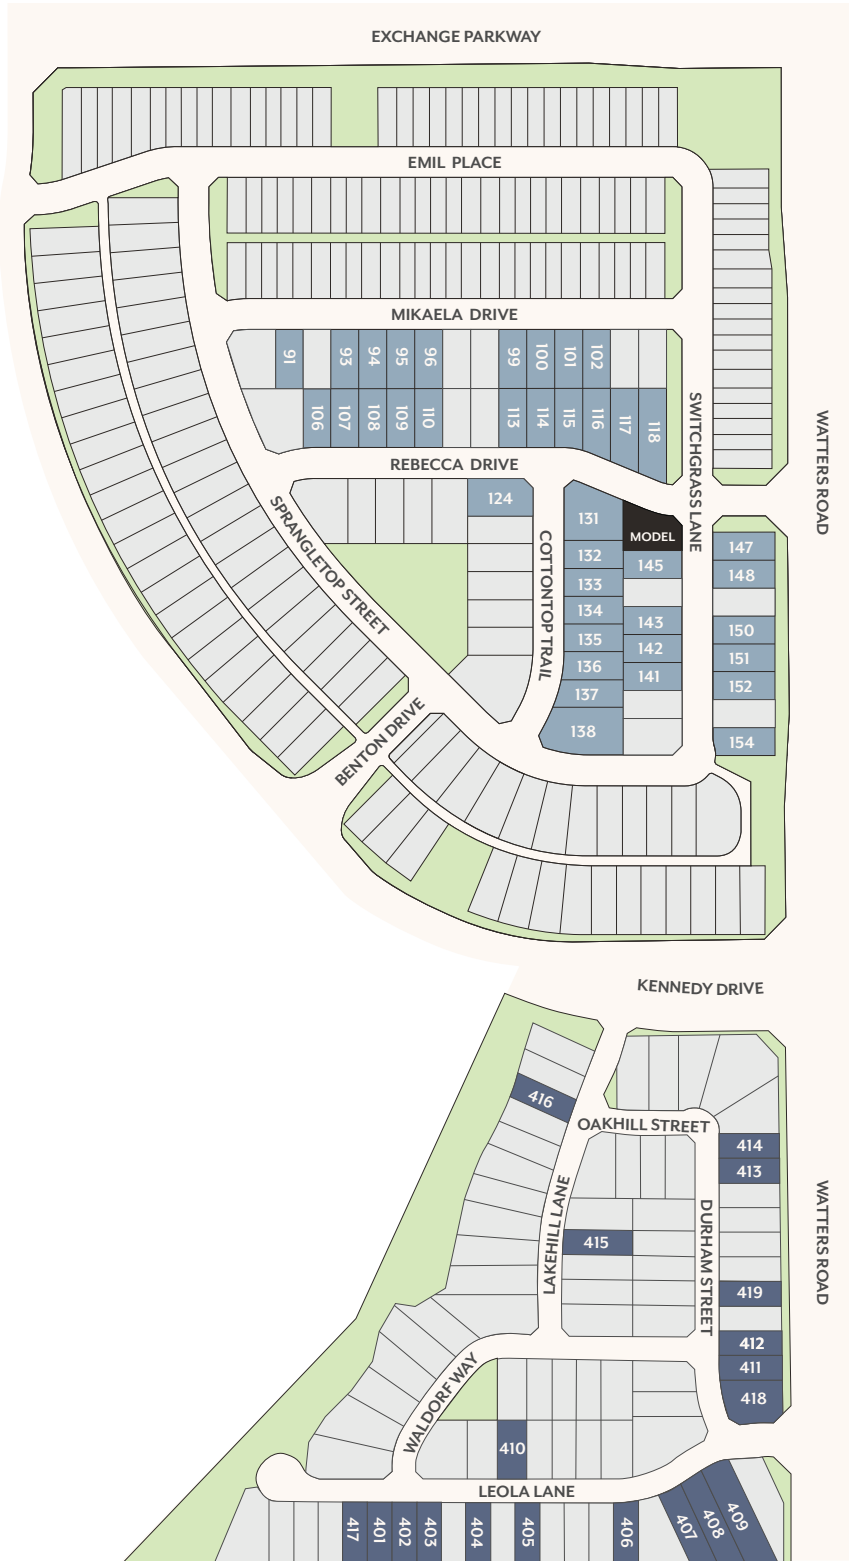 EXCHANGE PARKWAY
EMIL PLACE
MIKAELA DRIVE
91 93 94 95 96 99 100 101 102
106 107 108 109 110 113 114 115 116 117 118
SWITCHGRASS LANE
WATTERS ROAD
REBECCA DRIVE
124
SPRANGLETOP STREET
COTTONTOP TRAIL
131
132
133
134
135
136
137
138
MODEL
145
143
142
141
147
148
150
151
152
154
BENTON DRIVE
KENNEDY DRIVE
416
OAKHILL STREET
414
413
LAKEHILL LANE
415
DURHAM STREET
WATTERS ROAD
419
412
411
418
WALDORF WAY
410
LEOLA LANE
417 401 402 403 404 405 406 407 408 409